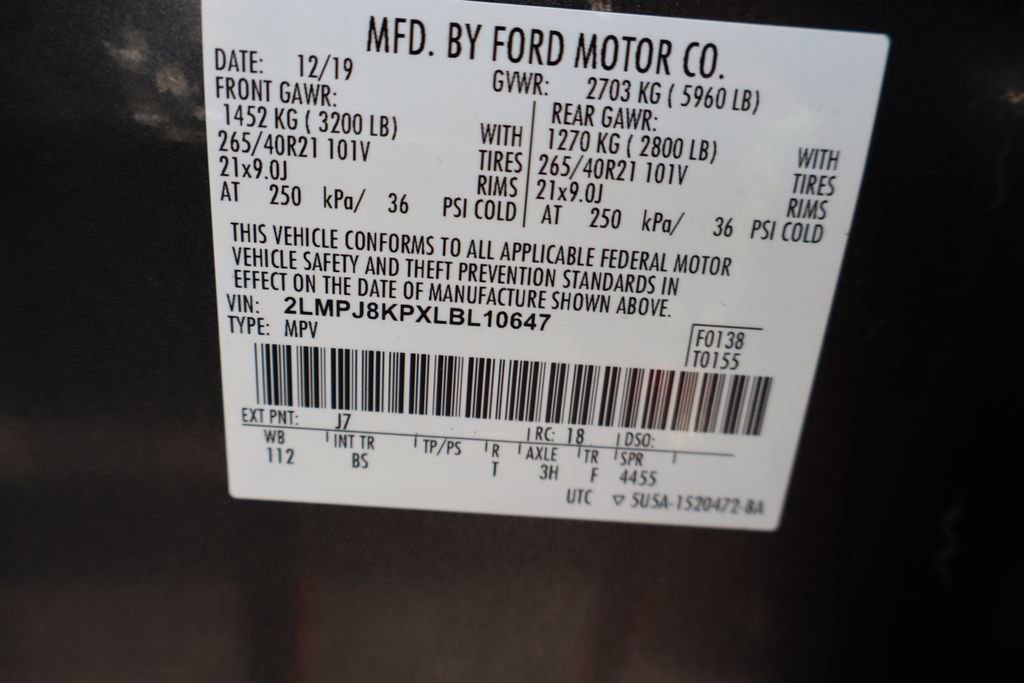 MFD. BY FORD MOTOR CO.
DATE: 12/19 GVWR: 2703 KG ( 5960 LB)
FRONT GAWR: REAR GAWR:
1452 KG ( 3200 LB) WITH 1270 KG ( 2800 LB) WITH
265/40R21 101V TIRES 265/40R21 101V TIRES
21x9.0J RIMS 21x9.0J RIMS
AT 250 kPa/ 36 PSI COLD AT 250 kPa/ 36 PSI COLD
THIS VEHICLE CONFORMS TO ALL APPLICABLE FEDERAL MOTOR
VEHICLE SAFETY AND THEFT PREVENTION STANDARDS IN
EFFECT ON THE DATE OF MANUFACTURE SHOWN ABOVE.
VIN: 2LMPJ8KPXLBL10647
TYPE: MPV
F0138
T0155
EXT PNT: J7 RC: 18 DSO:
WB INT TR TP/PS R AXLE TR SPR
112 BS T 3H F 4455
UTC ▽ 5U5A-1520472-BA